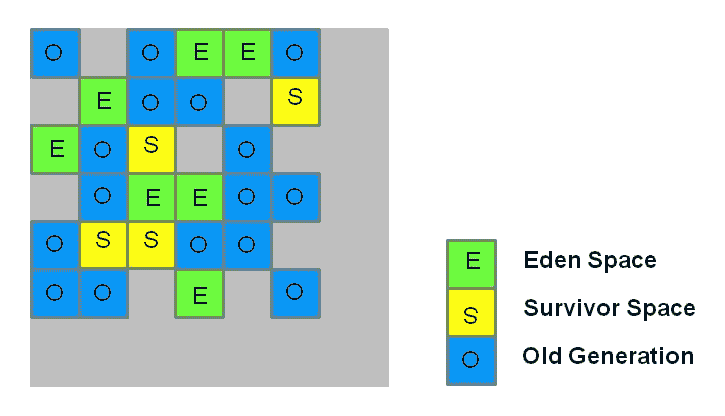 O O E E O
E O O S
E O S O
O E E O O
O S S O O
O O E O
E Eden Space
S Survivor Space
O Old Generation